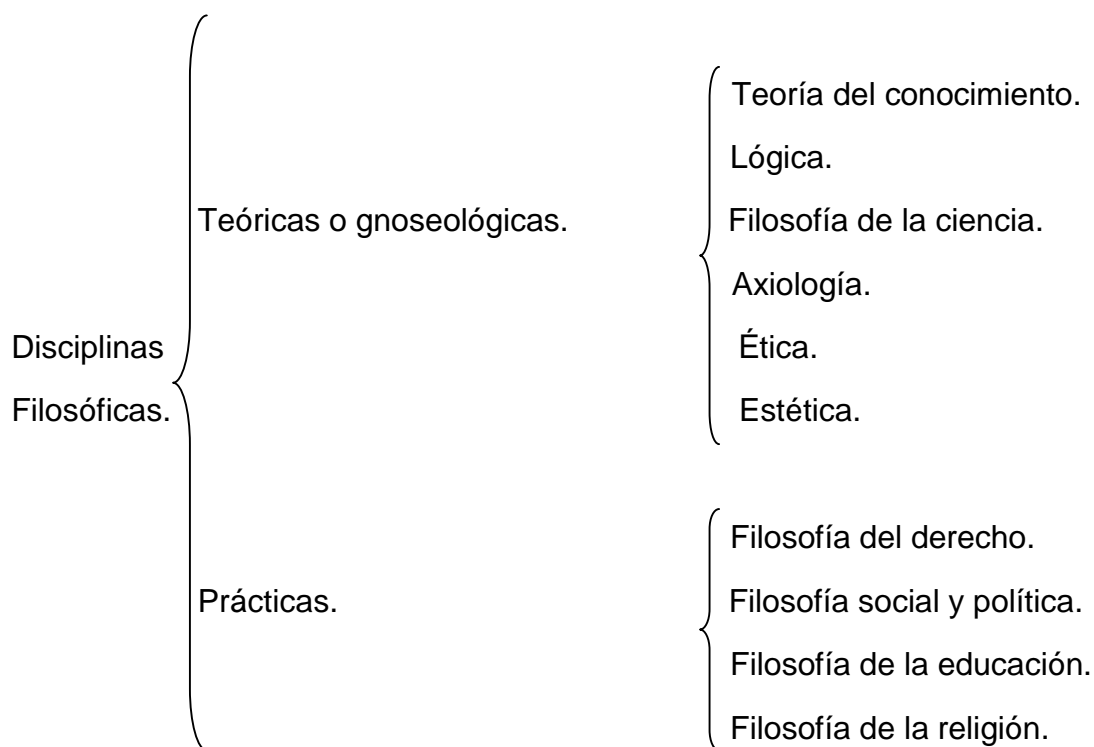 Disciplinas
Filosóficas.
Teóricas o gnoseológicas.
Teoría del conocimiento.
Lógica.
Filosofía de la ciencia.
Axiología.
Ética.
Estética.
Prácticas.
Filosofía del derecho.
Filosofía social y política.
Filosofía de la educación.
Filosofía de la religión.